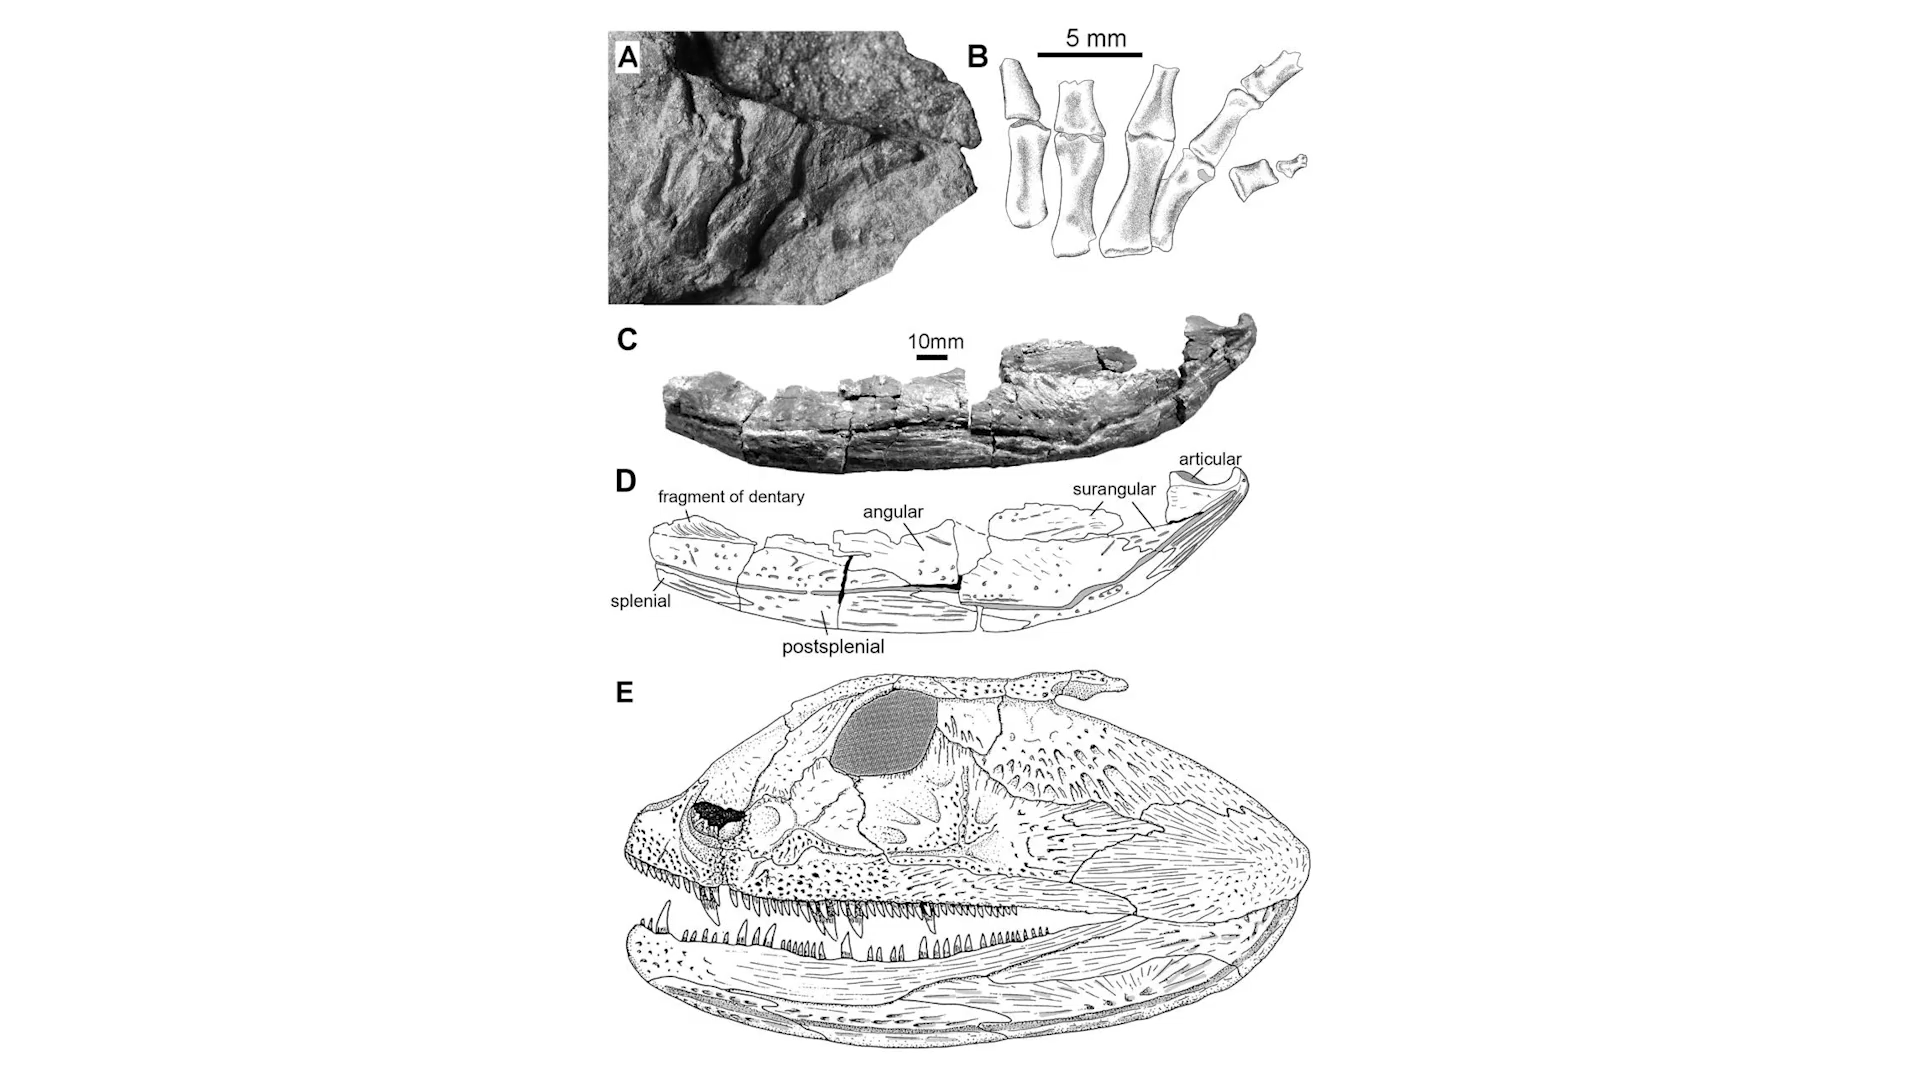 A
B
5 mm
C
10mm
D
articular
fragment of dentary
surangular
angular
splenial
postsplenial
E